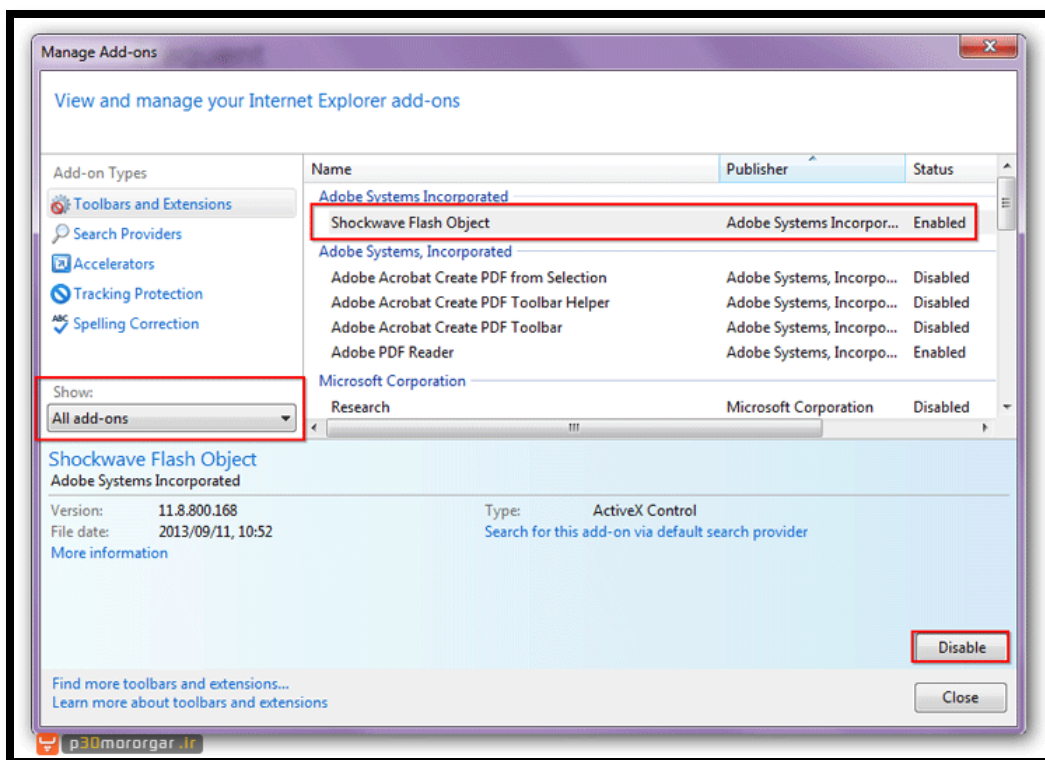 Manage Add-ons
View and manage your Internet Explorer add-ons
Add-on Types
Toolbars and Extensions
Search Providers
Accelerators
Tracking Protection
ABC
Spelling Correction
Show:
All add-ons
Name Publisher Status
Adobe Systems Incorporated
Shockwave Flash Object Adobe Systems Incorpor... Enabled
Adobe Systems, Incorporated
Adobe Acrobat Create PDF from Selection Adobe Systems, Incorpo... Disabled
Adobe Acrobat Create PDF Toolbar Helper Adobe Systems, Incorpo... Disabled
Adobe Acrobat Create PDF Toolbar Adobe Systems, Incorpo... Disabled
Adobe PDF Reader Adobe Systems, Incorpo... Enabled
Microsoft Corporation
Research Microsoft Corporation Disabled
Shockwave Flash Object
Adobe Systems Incorporated
Version: 11.8.800.168 Type: ActiveX Control
File date: 2013/09/11, 10:52 Search for this add-on via default search provider
More information
Disable
Find more toolbars and extensions...
Learn more about toolbars and extensions
Close
p30mororgar.ir